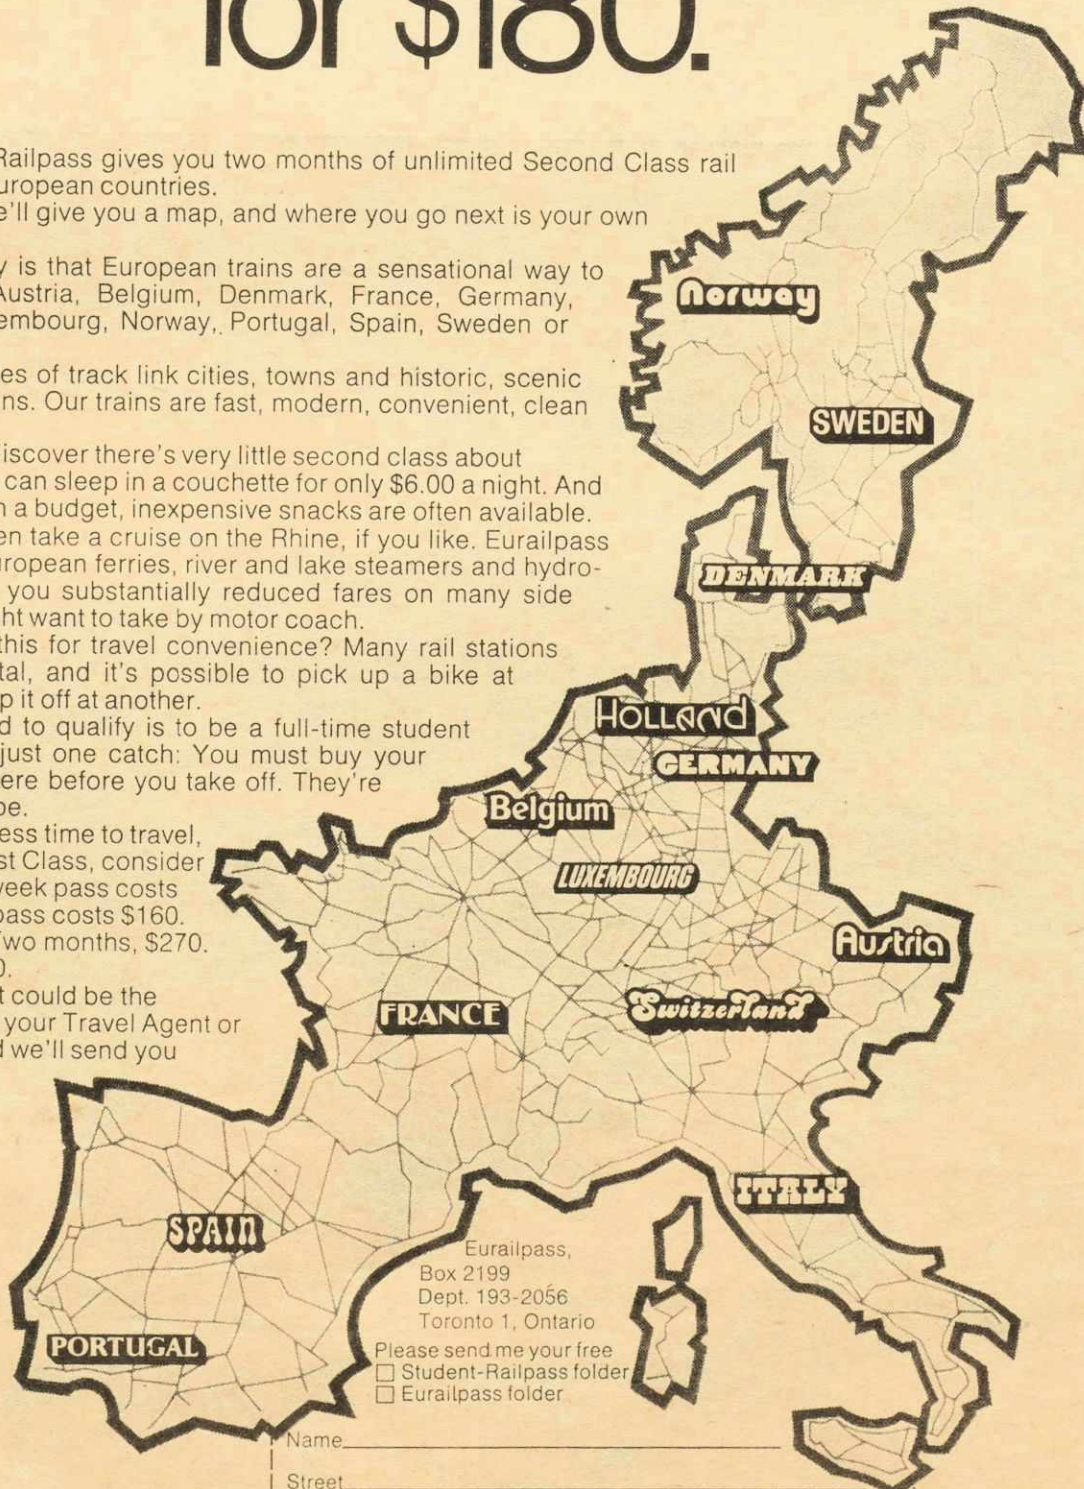 for $180.
Railpass gives you two months of unlimited Second Class rail
uropean countries.
e'll give you a map, and where you go next is your own
y is that European trains are a sensational way to
Austria, Belgium, Denmark, France, Germany,
embourg, Norway, Portugal, Spain, Sweden or
es of track link cities, towns and historic, scenic
ns. Our trains are fast, modern, convenient, clean
iscover there's very little second class about
can sleep in a couchette for only $6.00 a night. And
n a budget, inexpensive snacks are often available.
en take a cruise on the Rhine, if you like. Eurailpass
ropean ferries, river and lake steamers and hydro-
you substantially reduced fares on many side
ht want to take by motor coach.
this for travel convenience? Many rail stations
tal, and it's possible to pick up a bike at
p it off at another.
d to qualify is to be a full-time student
just one catch: You must buy your
ere before you take off. They're
pe.
ess time to travel,
st Class, consider
week pass costs
pass costs $160.
Two months, $270.
0.
t could be the
your Travel Agent or
d we'll send you
Norway
SWEDEN
DENMARK
HOLLAND
GERMANY
Belgium
LUXEMBOURG
Austria
FRANCE
Switzerland
ITALY
SPAIN
PORTUGAL
Eurailpass,
Box 2199
Dept. 193-2056
Toronto 1, Ontario
Please send me your free
☐ Student-Railpass folder
☐ Eurailpass folder
Name
Street